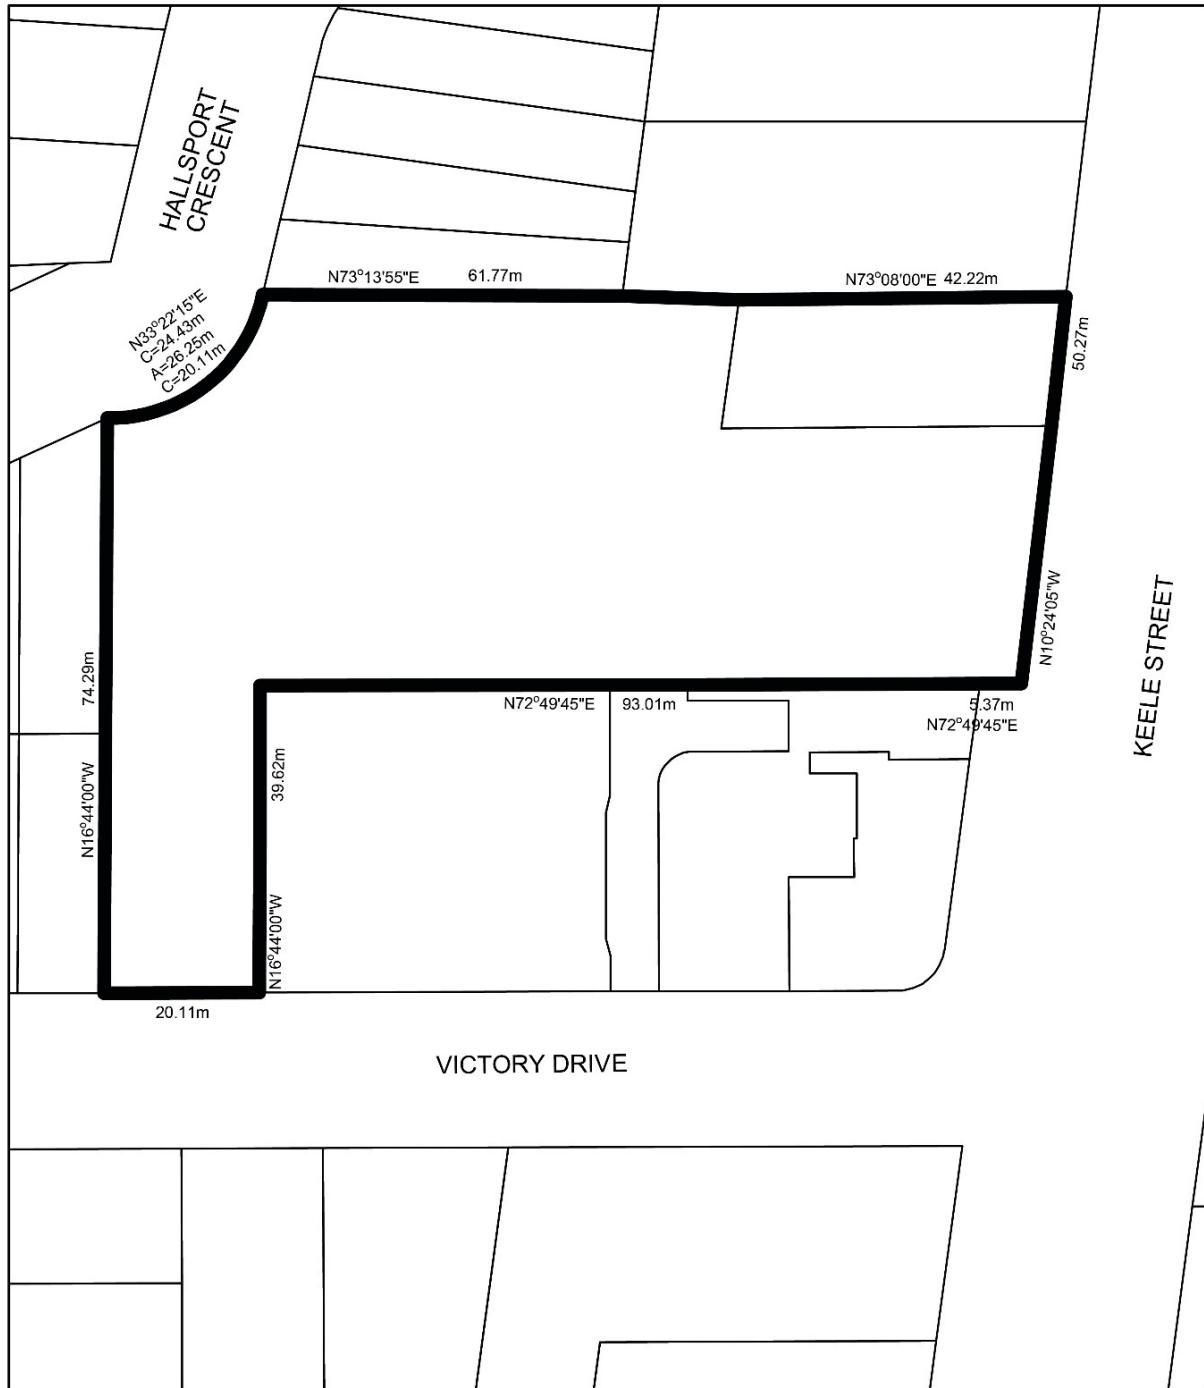 HALLSPORT
CRESCENT
N73°13'55"E 61.77m
N73°08'00"E 42.22m
N33°22'15"E
C=24.43m
A=26.25m
C=20.11m
50.27m
N10°24'05"W
KEELE STREET
74.29m
N16°44'00"W
N72°49'45"E 93.01m
5.37m
N72°49'45"E
39.62m
N16°44'00"W
20.11m
VICTORY DRIVE